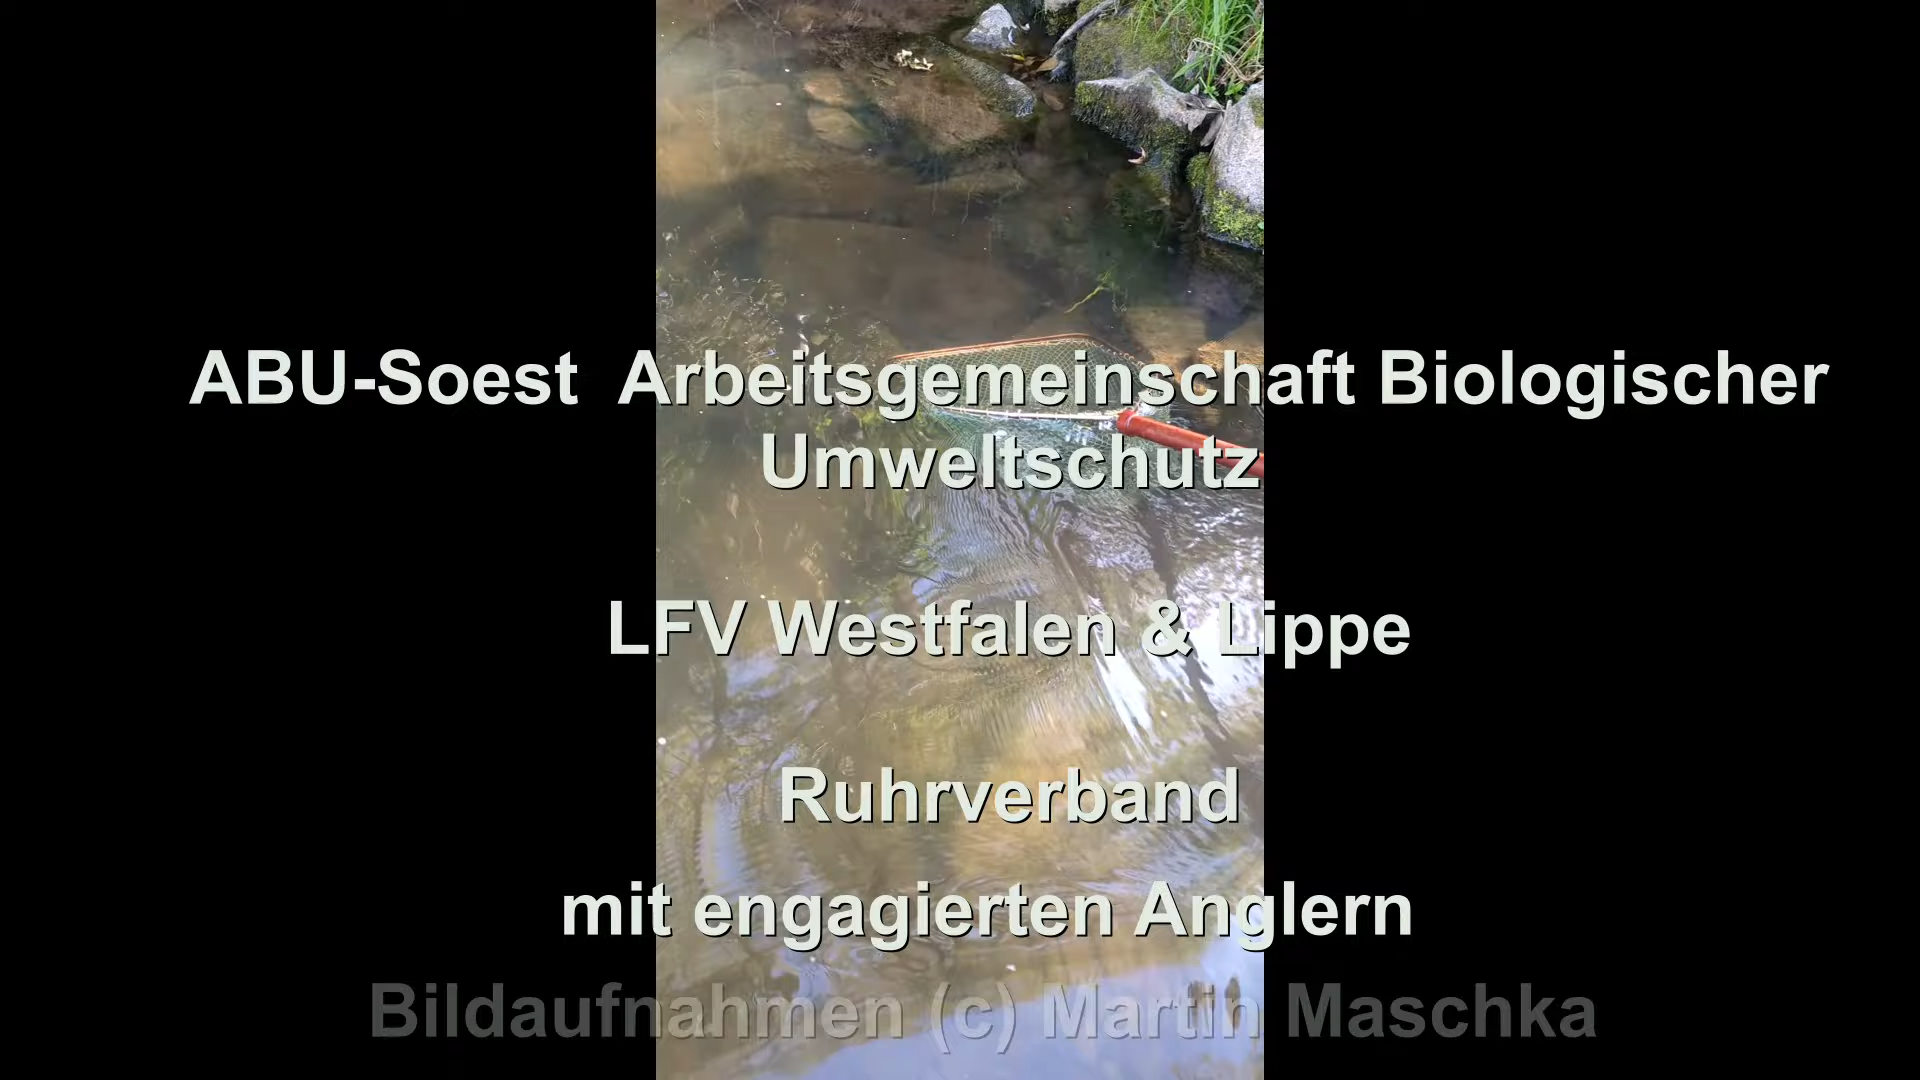 ABU-Soest  Arbeitsgemeinschaft Biologischer
Umweltschutz
LFV Westfalen & Lippe
Ruhrverband
mit engagierten Anglern
Bildaufnahmen (c) Martin Maschka